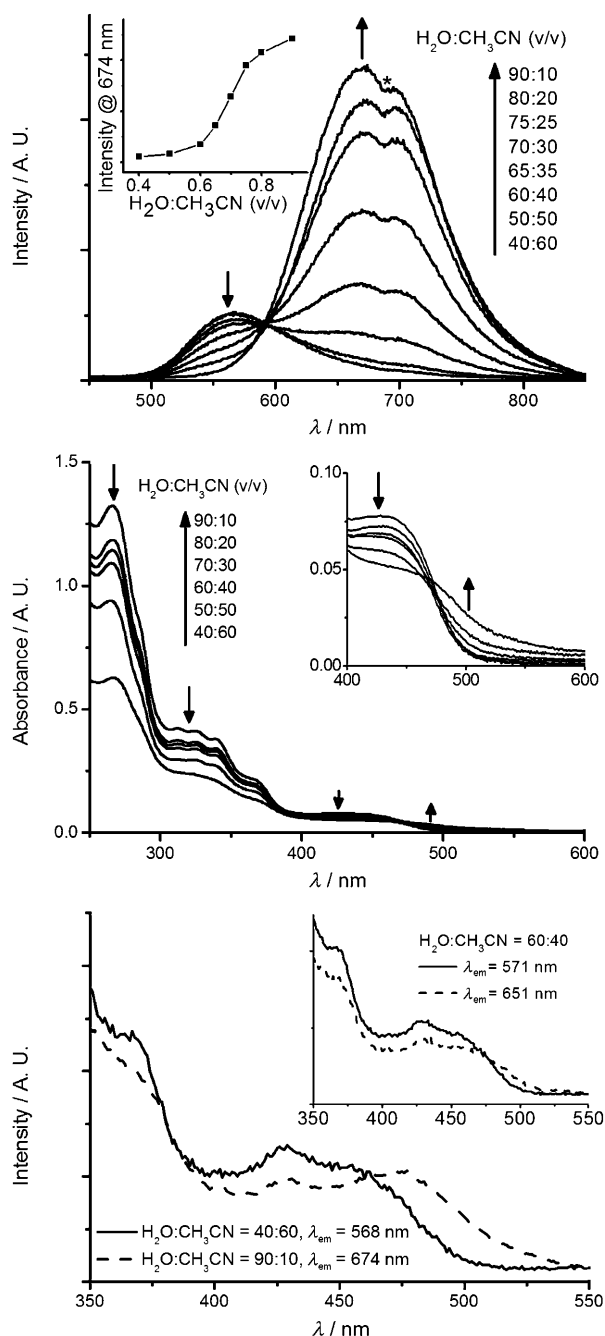 Intensity / A. U.
Intensity @ 674 nm
0.4 0.6 0.8
H₂O:CH₃CN (v/v)
*
H₂O:CH₃CN (v/v)
90:10
80:20
75:25
70:30
65:35
60:40
50:50
40:60
500 600 700 800
λ / nm
Absorbance / A. U.
1.5
1.0
0.5
0.0
H₂O:CH₃CN (v/v)
90:10
80:20
70:30
60:40
50:50
40:60
0.10
0.05
0.00
400 500 600
300 400 500 600
λ / nm
Intensity / A. U.
H₂O:CH₃CN = 60:40
λem = 571 nm
λem = 651 nm
350 400 450 500 550
H₂O:CH₃CN = 40:60, λem = 568 nm
H₂O:CH₃CN = 90:10, λem = 674 nm
350 400 450 500 550
λ / nm